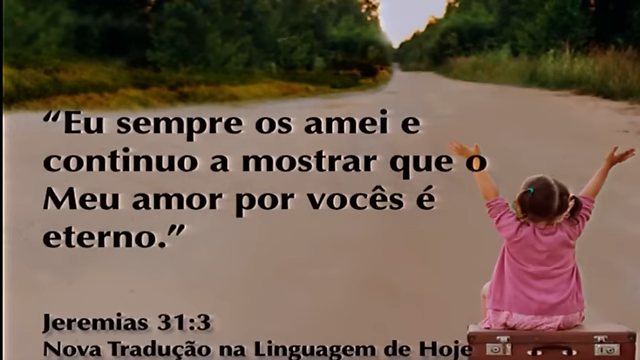 “Eu sempre os amei e
continuo a mostrar que o
Meu amor por vocês é
eterno.”
Jeremias 31:3
Nova Tradução na Linguagem de Hoje